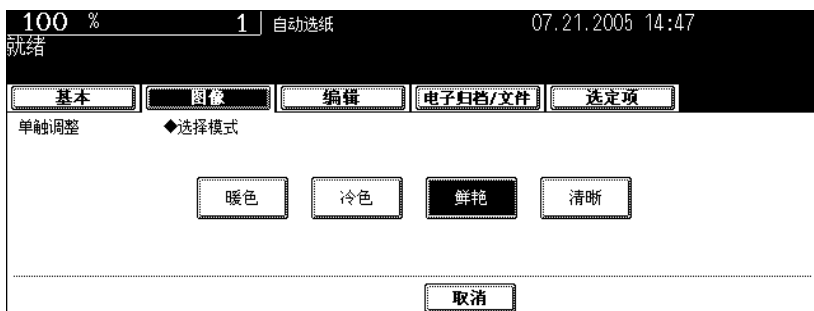 100 % 1 自动选纸 07.21.2005 14:47
就绪
基本 图像 编辑 电子归档/文件 选定项
单触调整 ◆选择模式
暖色 冷色 鲜艳 清晰
取消